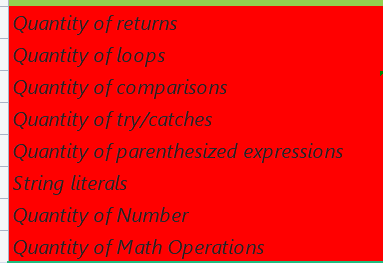 Quantity of returns
Quantity of loops
Quantity of comparisons
Quantity of try/catches
Quantity of parenthesized expressions
String literals
Quantity of Number
Quantity of Math Operations